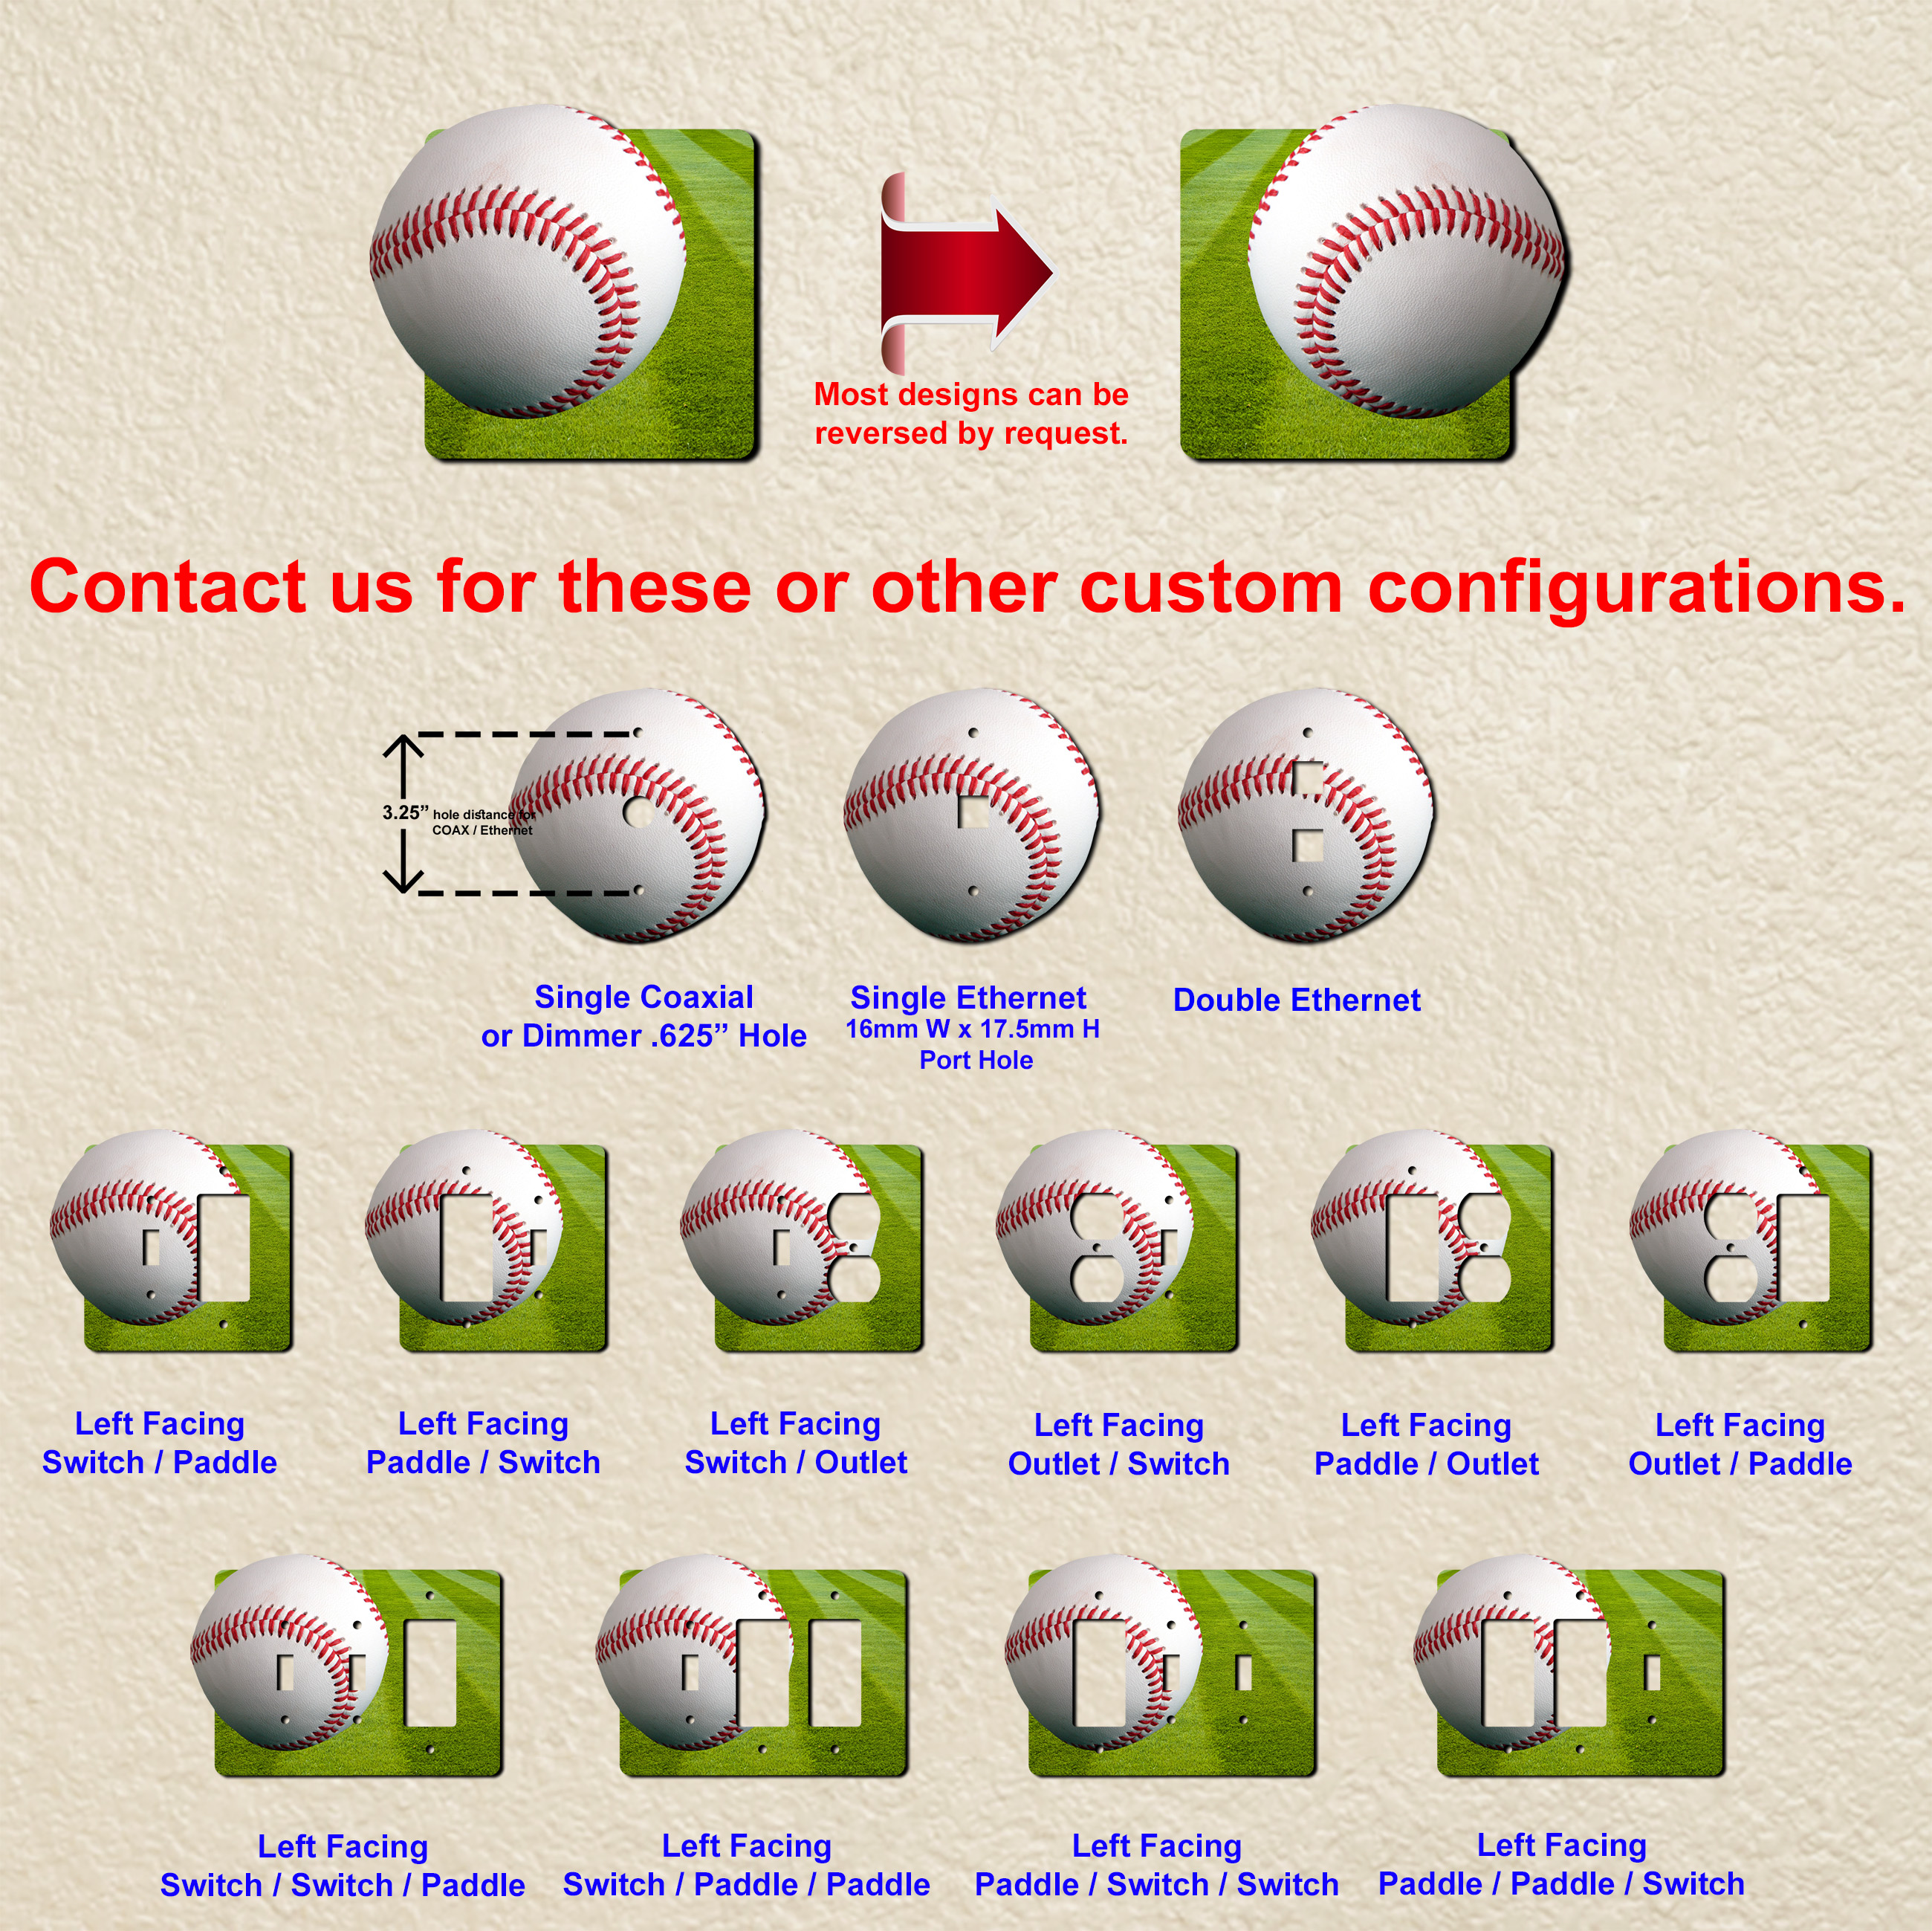 Most designs can be
reversed by request.
Contact us for these or other custom configurations.
3.25” hole distance for
COAX / Ethernet
Single Coaxial
or Dimmer .625” Hole
Single Ethernet
16mm W x 17.5mm H
Port Hole
Double Ethernet
Left Facing
Switch / Paddle
Left Facing
Paddle / Switch
Left Facing
Switch / Outlet
Left Facing
Outlet / Switch
Left Facing
Paddle / Outlet
Left Facing
Outlet / Paddle
Left Facing
Switch / Switch / Paddle
Left Facing
Switch / Paddle / Paddle
Left Facing
Paddle / Switch / Switch
Left Facing
Paddle / Paddle / Switch